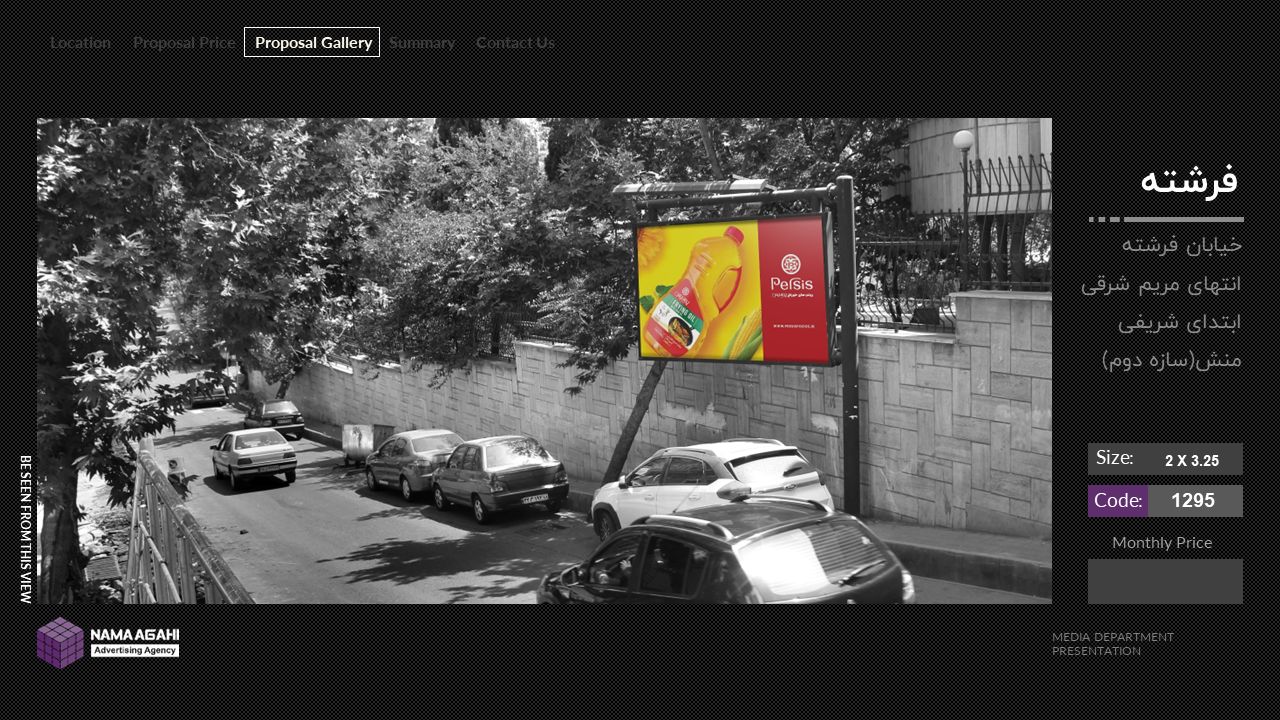 Location
Proposal Price
Proposal Gallery
Summary
Contact Us
فرشته
خیابان فرشته
انتهای مریم شرقی
ابتدای شریفی
منش(سازه دوم)
Persis
FRYING OIL
Size:
2 X 3.25
Code:
1295
Monthly Price
BE SEEN FROM THIS VIEW
NAMA AGAHI
Advertising Agency
MEDIA DEPARTMENT
PRESENTATION